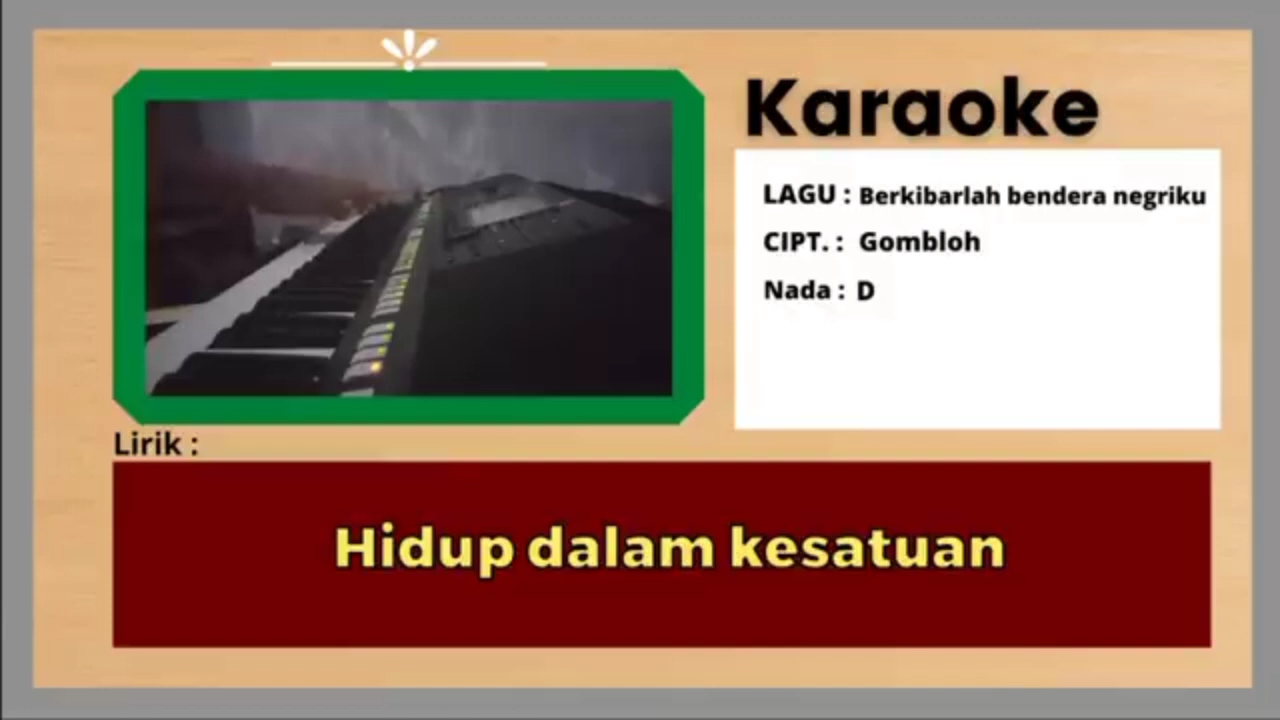 Karaoke
LAGU : Berkibarlah bendera negriku
CIPT. : Gombloh
Nada : D
Lirik :
Hidup dalam kesatuan